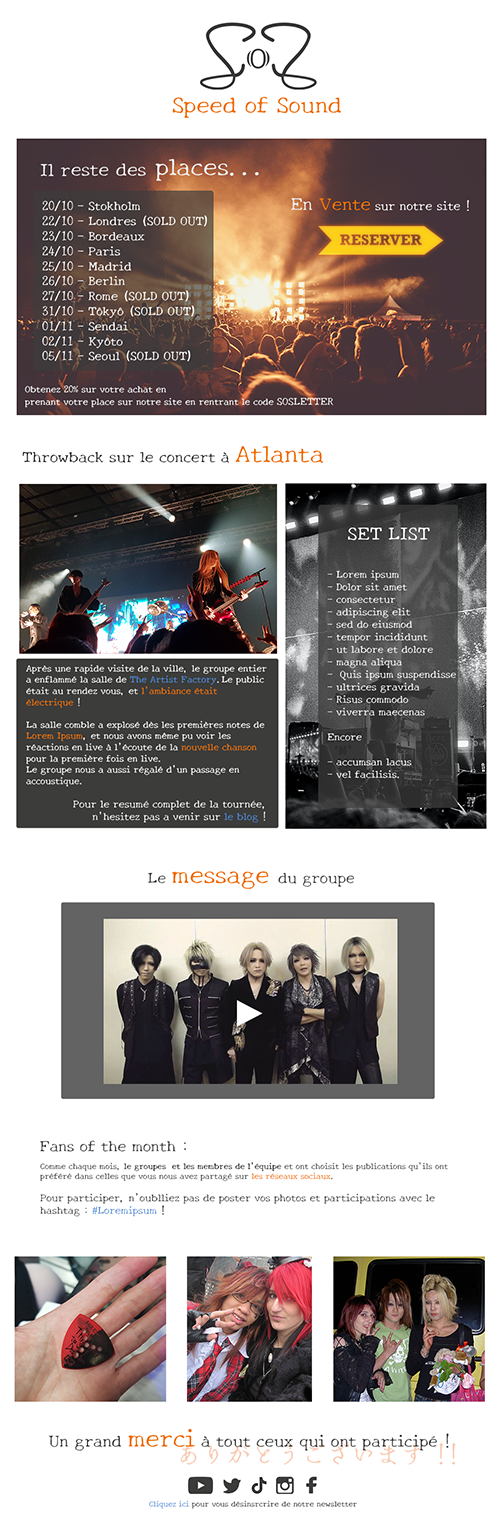 SOS
Speed of Sound
Il reste des places...
20/10 - Stokholm
22/10 - Londres (SOLD OUT)
23/10 - Bordeaux
24/10 - Paris
25/10 - Madrid
26/10 - Berlin
27/10 - Rome (SOLD OUT)
31/10 - Tôkyô (SOLD OUT)
01/11 - Sendai
02/11 - Kyôto
05/11 - Seoul (SOLD OUT)
En Vente sur notre site !
RESERVER
Obtenez 20% sur votre achat en
prenant votre place sur notre site en rentrant le code SOSLETTER
Throwback sur le concert à Atlanta
Après une rapide visite de la ville, le groupe entier
a enflammé la salle de The Artist Factory. Le public
était au rendez vous, et l'ambiance était
électrique !
La salle comble a explosé dès les premières notes de
Lorem Ipsum, et nous avons même pu voir les
réactions en live à l'écoute de la nouvelle chanson
pour la première fois en live.
Le groupe nous a aussi régalé d'un passage en
accoustique.
Pour le resumé complet de la tournée,
n'hesitez pas a venir sur le blog !
SET LIST
- Lorem ipsum
- Dolor sit amet
- consectetur
- adipiscing elit
- sed do eiusmod
- tempor incididunt
- ut labore et dolore
- magna aliqua
- Quis ipsum suspendisse
- ultrices gravida
- Risus commodo
- viverra maecenas
Encore
- accumsan lacus
- vel facilisis.
Le message du groupe
Fans of the month :
Comme chaque mois, le groupes et les membres de l'équipe et ont choisit les publications qu'ils ont
préféré dans celles que vous nous avez partagé sur les réseaux sociaux.
Pour participer, n'oublliez pas de poster vos photos et participations avec le
hashtag : #Loremipsum !
Un grand merci à tout ceux qui ont participé !
ありがとうございます !!
Cliquez ici pour vous désinsrcrire de notre newsletter